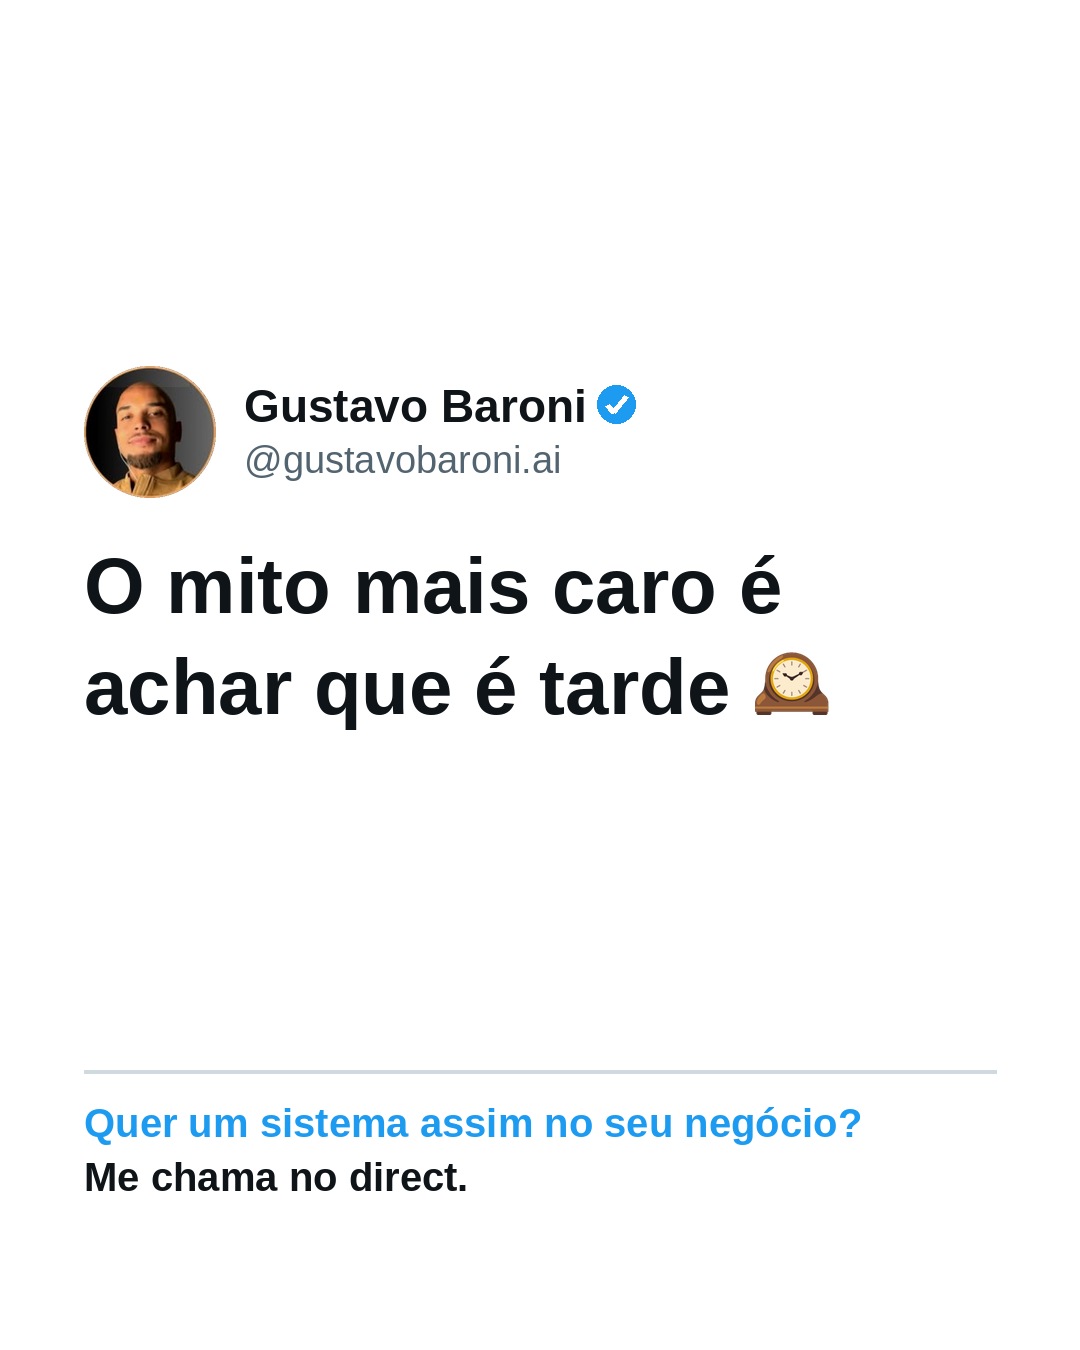 Gustavo Baroni
@gustavobaroni.ai
O mito mais caro é
achar que é tarde 🕰️
Quer um sistema assim no seu negócio?
Me chama no direct.